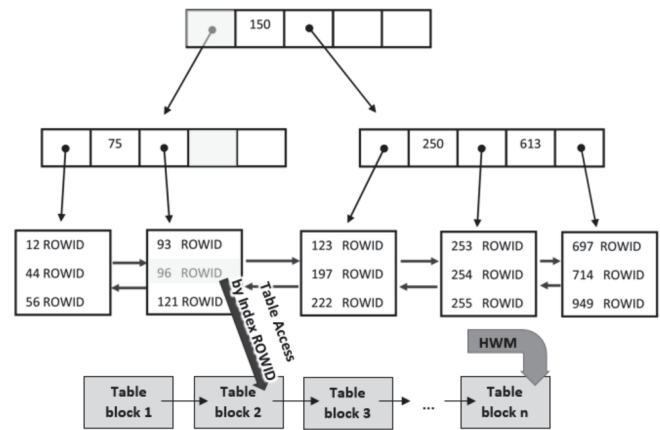 150
75
250 613
12 ROWID
44 ROWID
56 ROWID
93 ROWID
96 ROWID
121 ROWID
123 ROWID
197 ROWID
222 ROWID
253 ROWID
254 ROWID
255 ROWID
697 ROWID
714 ROWID
949 ROWID
Table Access
by Index ROWID
HWM
Table
block 1
Table
block 2
Table
block 3
...
Table
block n